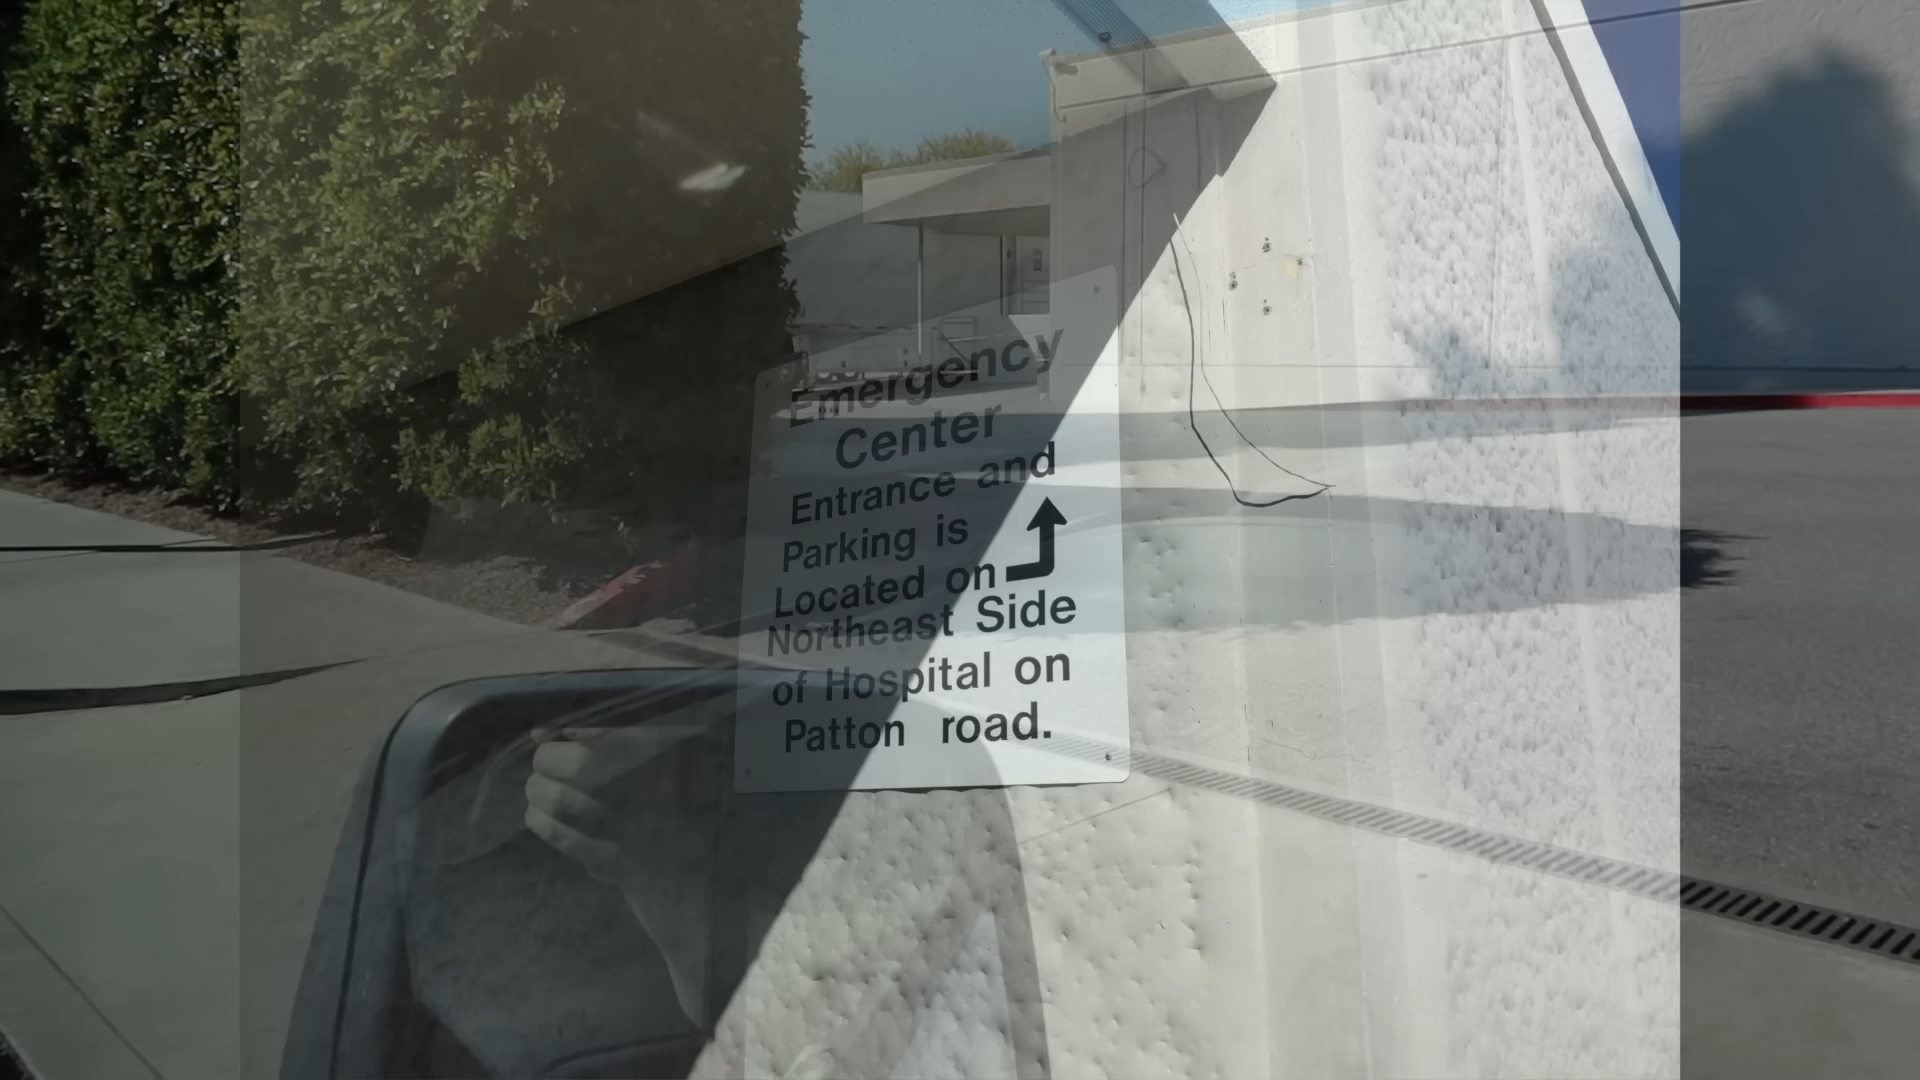 Emergency
Center
Entrance and
Parking is
Located on
Northeast Side
of Hospital on
Patton road.